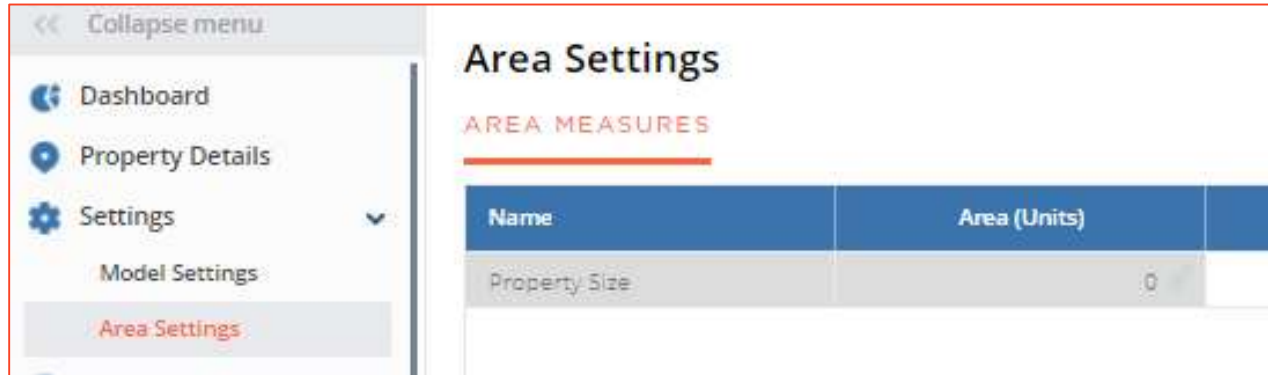 Collapse menu
Dashboard
Property Details
Settings
Model Settings
Area Settings
Area Settings
AREA MEASURES
Name Area (Units)
Property Size 0